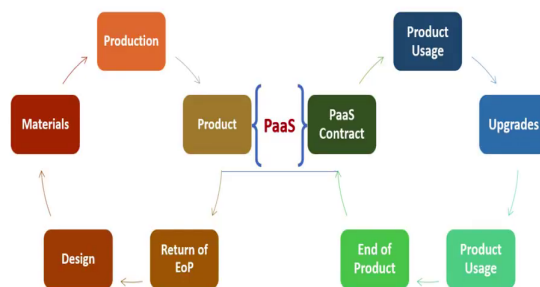 Production
Product
Usage
Materials
Product
PaaS
PaaS
Contract
Upgrades
Design
Return of
EoP
End of
Product
Product
Usage